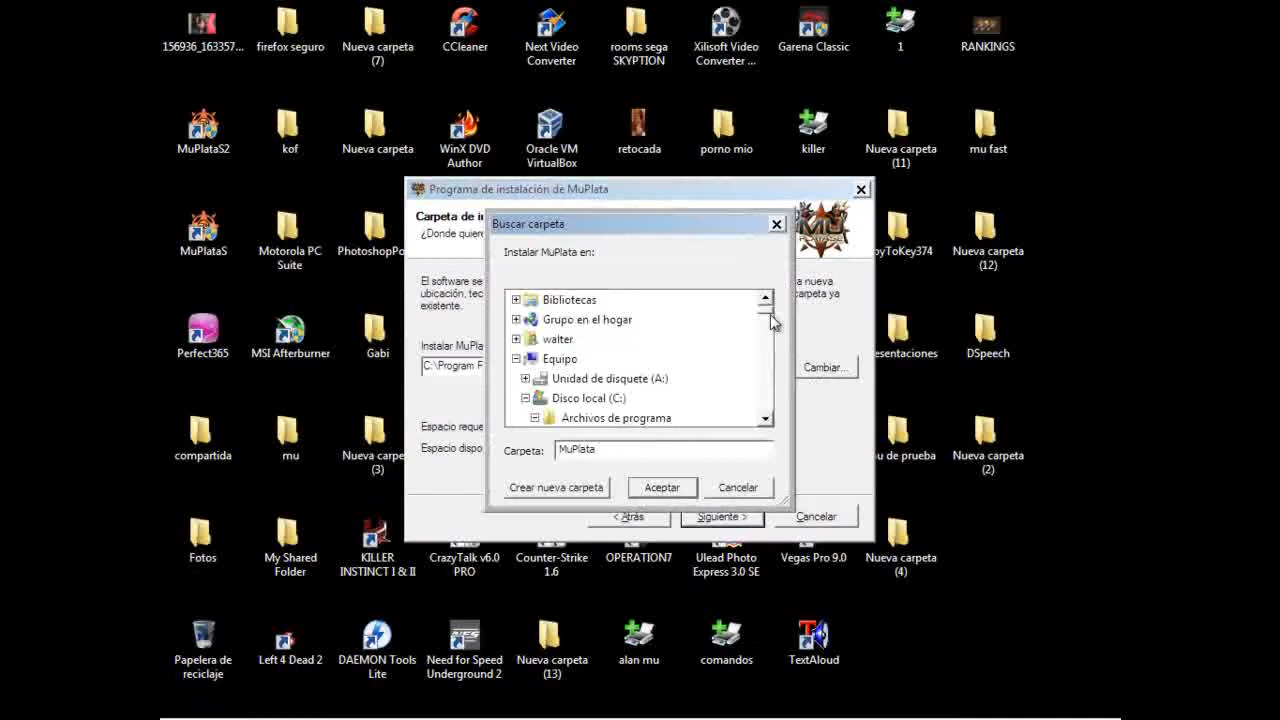 156936_163357...
firefox seguro
Nueva carpeta
(7)
CCleaner
Next Video
Converter
rooms sega
SKYPTION
Xilisoft Video
Converter ...
Garena Classic
1
RANKINGS
MuPlataS2
kof
Nueva carpeta
WinX DVD
Author
Oracle VM
VirtualBox
retocada
porno mio
killer
Nueva carpeta
(11)
mu fast
MuPlataS
Motorola PC
Suite
PhotoshopPo
oyToKey374
Nueva carpeta
(12)
Perfect365
MSI Afterburner
Gabi
esentaciones
DSpeech
compartida
mu
Nueva carpe
(3)
u de prueba
Nueva carpeta
(2)
Programa de instalación de MuPlata
Carpeta de i
¿Donde quiere
El software se
ubicación, tec
existente.
a nueva
carpeta ya
Instalar MuPla
C:\Program F
Cambiar...
Espacio reque
Espacio dispo
< Atrás
Siguiente >
Cancelar
Buscar carpeta
Instalar MuPlata en:
Bibliotecas
Grupo en el hogar
walter
Equipo
Unidad de disquete (A:)
Disco local (C:)
Archivos de programa
Carpeta:
MuPlata
Crear nueva carpeta
Aceptar
Cancelar
Fotos
My Shared
Folder
KILLER
INSTINCT I & II
CrazyTalk v6.0
PRO
Counter-Strike
1.6
OPERATION7
Ulead Photo
Express 3.0 SE
Vegas Pro 9.0
Nueva carpeta
(4)
Papelera de
reciclaje
Left 4 Dead 2
DAEMON Tools
Lite
Need for Speed
Underground 2
Nueva carpeta
(13)
alan mu
comandos
TextAloud